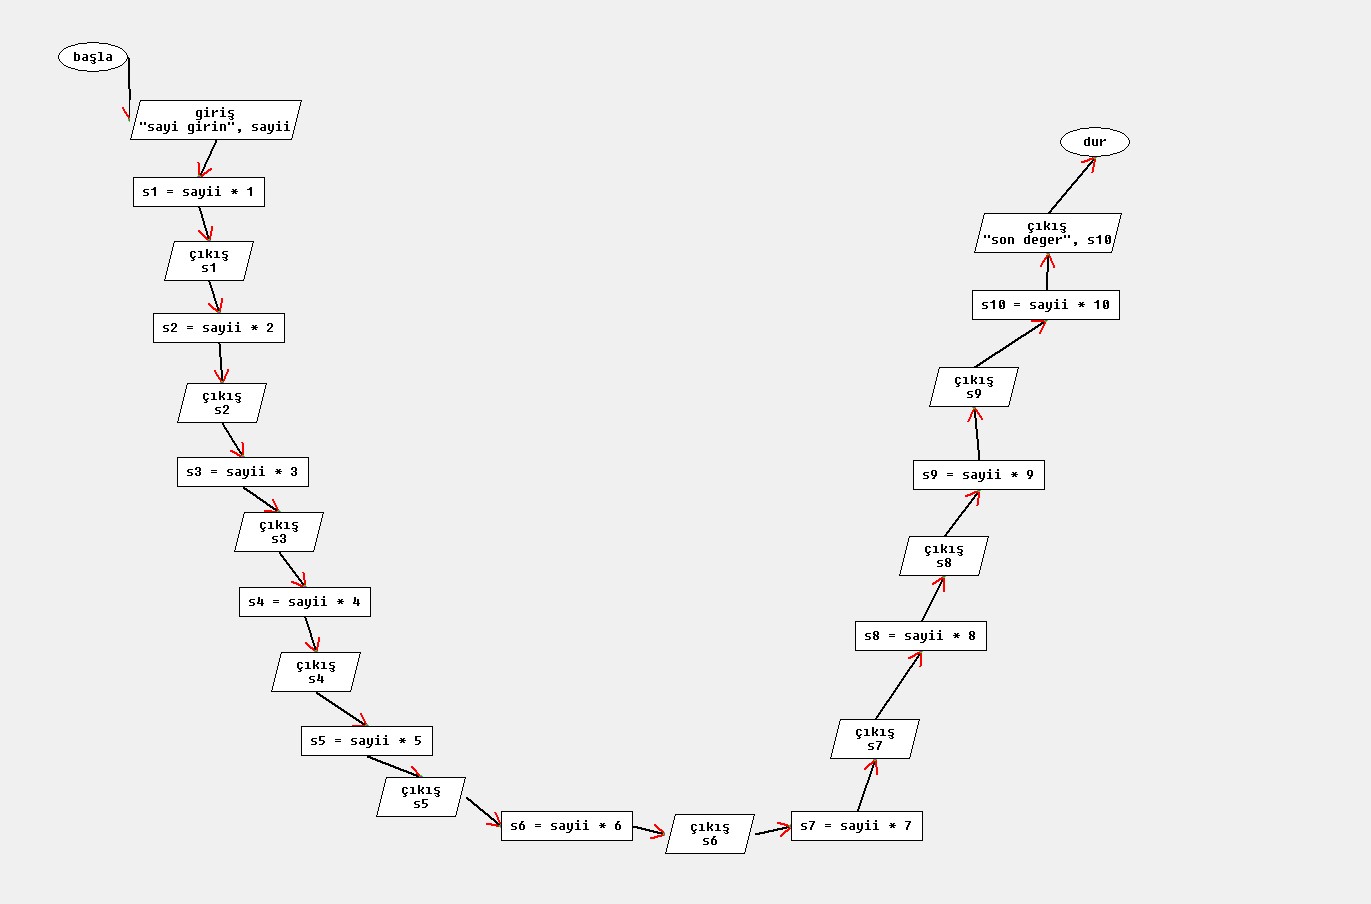 başla
giriş
"sayi girin", sayii
s1 = sayii * 1
çıkış
s1
s2 = sayii * 2
çıkış
s2
s3 = sayii * 3
çıkış
s3
s4 = sayii * 4
çıkış
s4
s5 = sayii * 5
çıkış
s5
s6 = sayii * 6
çıkış
s6
s7 = sayii * 7
çıkış
s7
s8 = sayii * 8
çıkış
s8
s9 = sayii * 9
çıkış
s9
s10 = sayii * 10
çıkış
"son deger", s10
dur